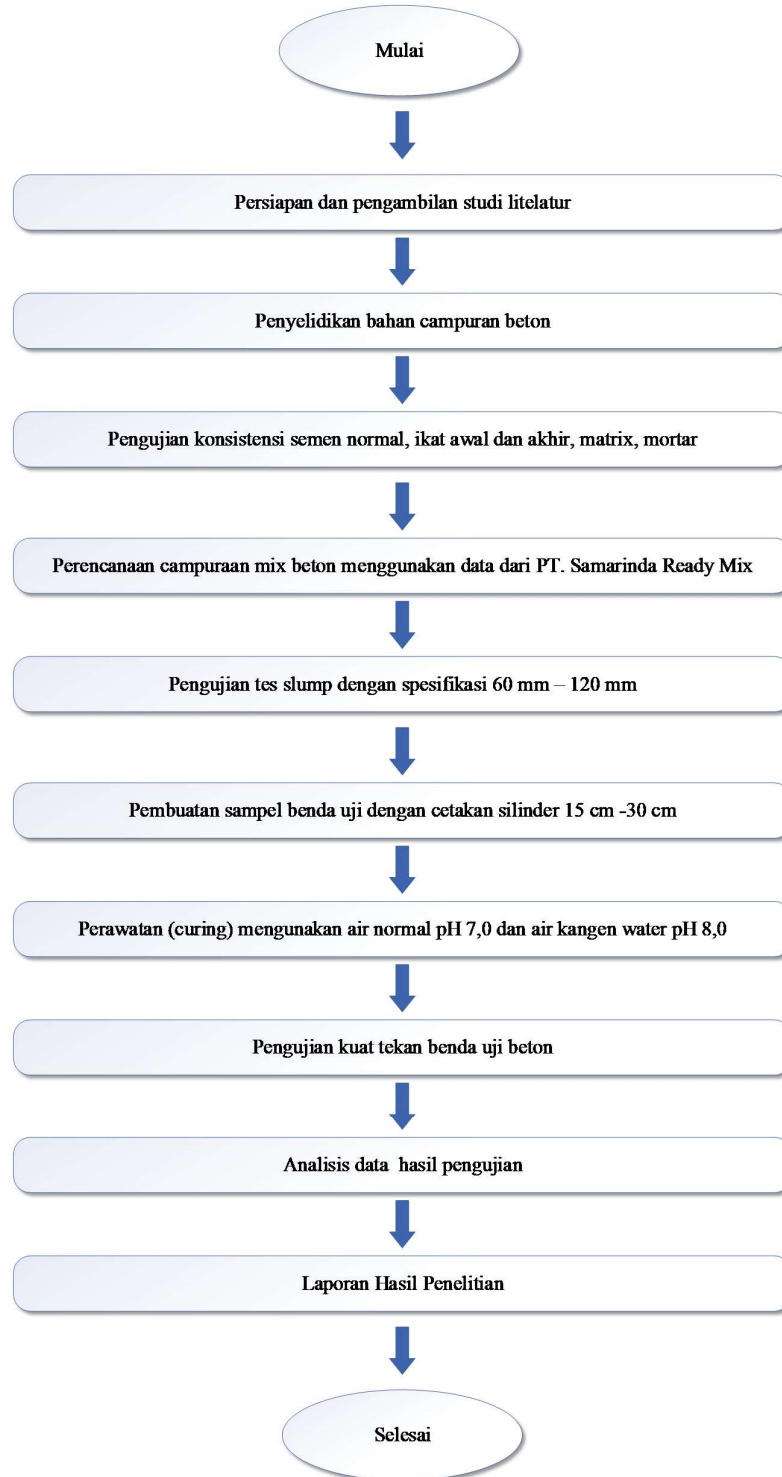 Mulai
Persiapan dan pengambilan studi litelatur
Penyelidikan bahan campuran beton
Pengujian konsistensi semen normal, ikat awal dan akhir, matrix, mortar
Perencanaan campuraan mix beton menggunakan data dari PT. Samarinda Ready Mix
Pengujian tes slump dengan spesifikasi 60 mm – 120 mm
Pembuatan sampel benda uji dengan cetakan silinder 15 cm -30 cm
Perawatan (curing) mengunakan air normal pH 7,0 dan air kangen water pH 8,0
Pengujian kuat tekan benda uji beton
Analisis data hasil pengujian
Laporan Hasil Penelitian
Selesai